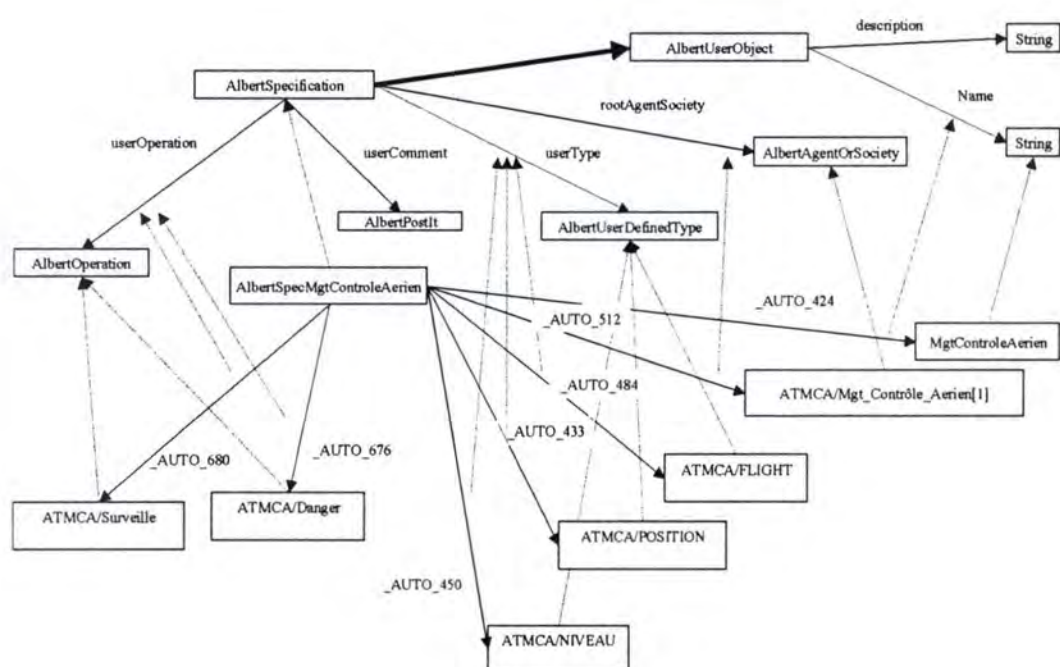 description
AlbertUserObject
String
AlbertSpecification
Name
rootAgentSociety
userOperation
String
userComment
userType
AlbertAgentOrSociety
AlbertPostIt
AlbertUserDefinedType
AlbertOperation
AlbertSpecMgtControleAerien
_AUTO_424
_AUTO_512
MgtControleAerien
_AUTO_484
ATMCA/Mgt_Contrôle_Aerien[1]
_AUTO_433
_AUTO_680
_AUTO_676
ATMCA/FLIGHT
ATMCA/Surveille
ATMCA/Danger
ATMCA/POSITION
_AUTO_450
ATMCA/NIVEAU